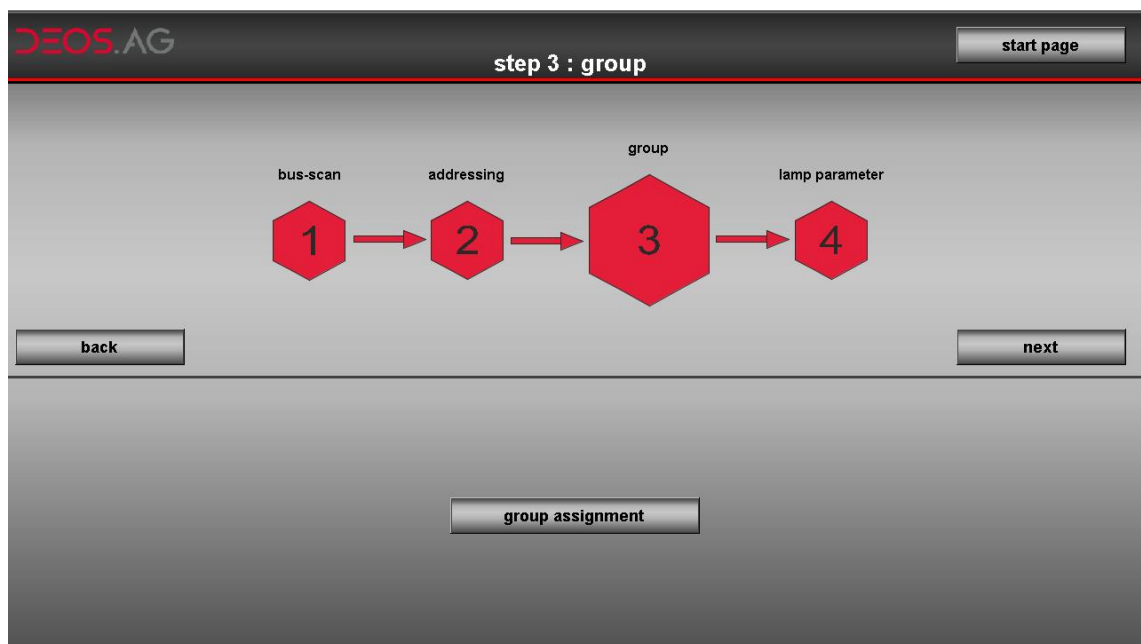 DEOS.AG
start page
step 3 : group
group
bus-scan
addressing
lamp parameter
1
2
3
4
back
next
group assignment